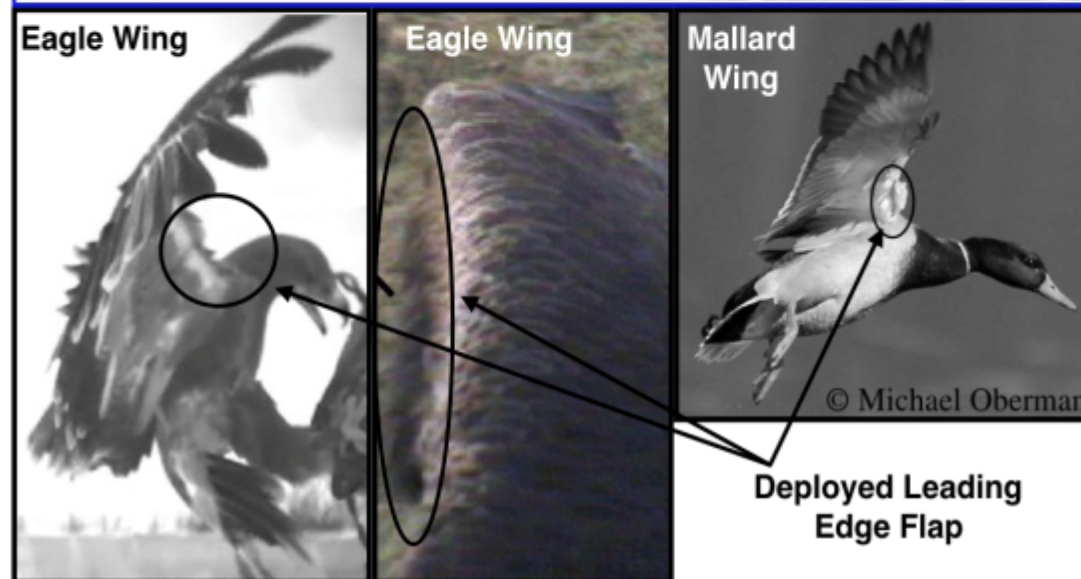 Eagle Wing
Eagle Wing
Mallard
Wing
© Michael Oberman
Deployed Leading
Edge Flap